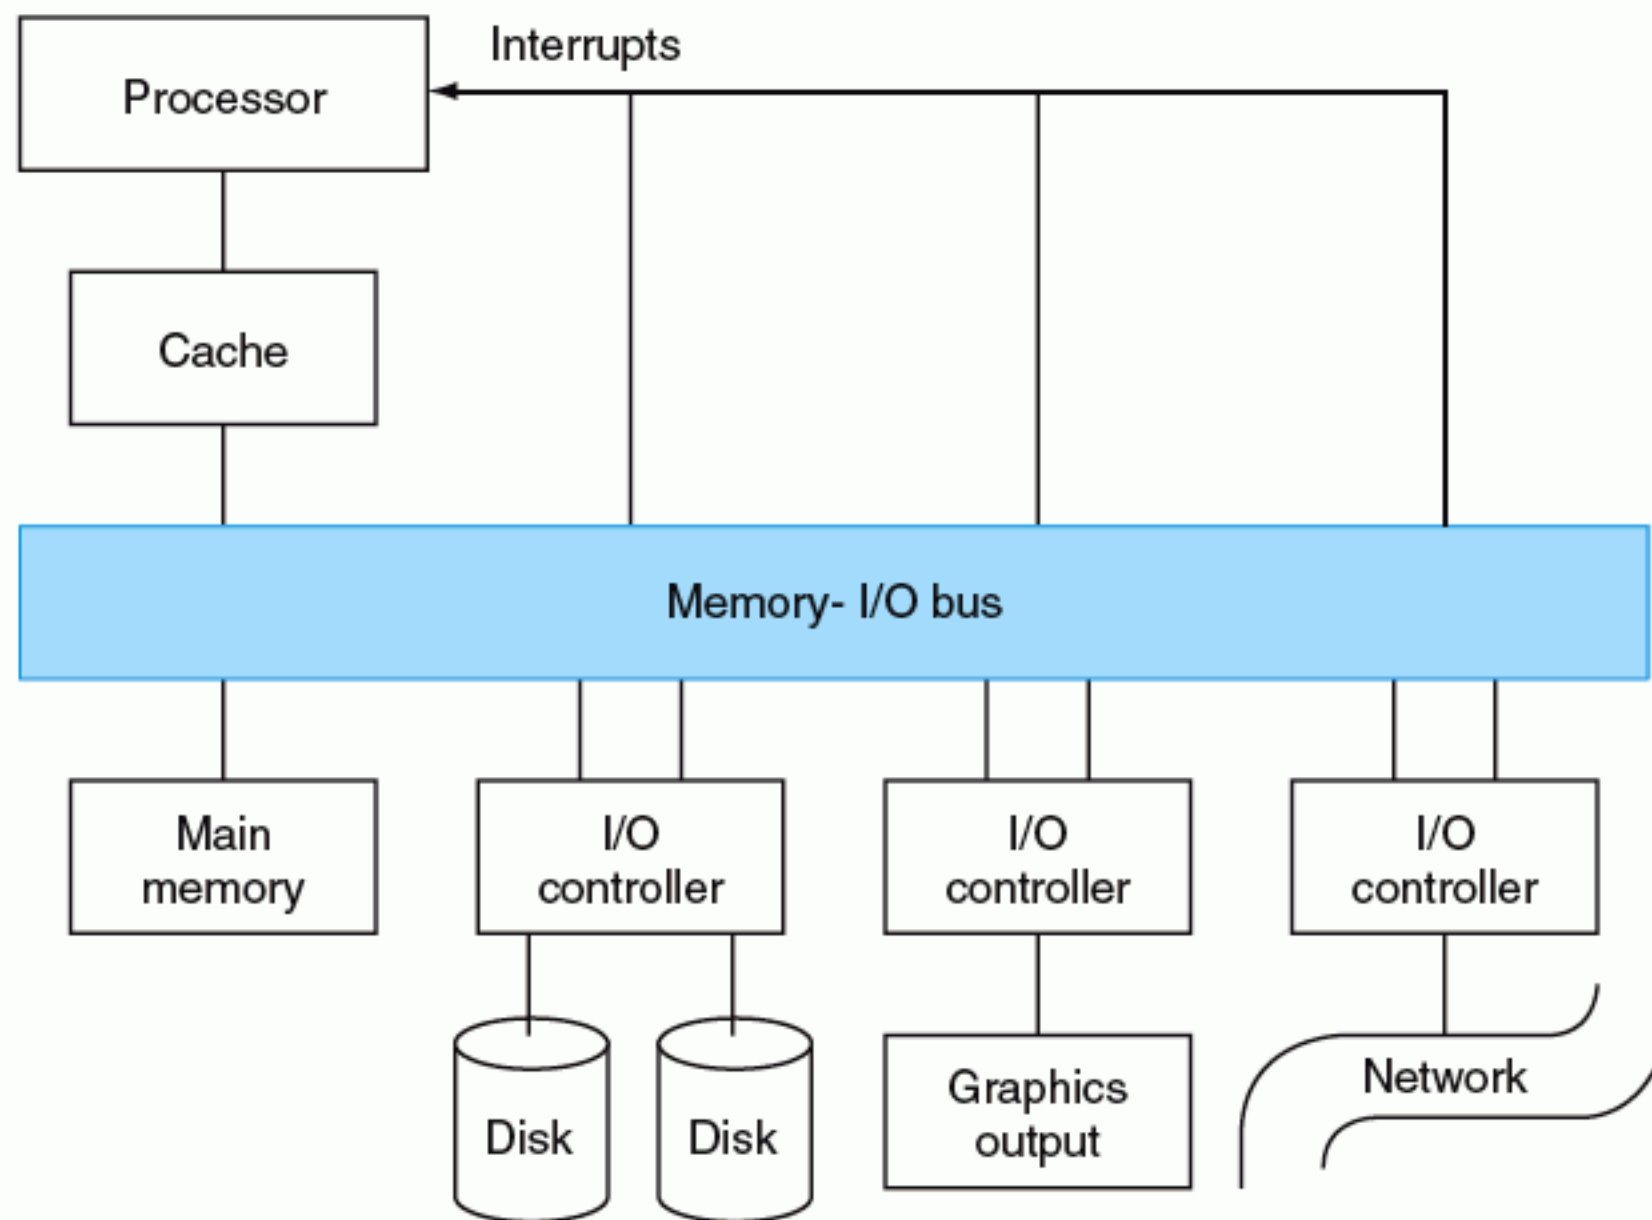 Interrupts
Processor
Cache
Memory- I/O bus
Main
memory
I/O
controller
I/O
controller
I/O
controller
Disk
Disk
Graphics
output
Network